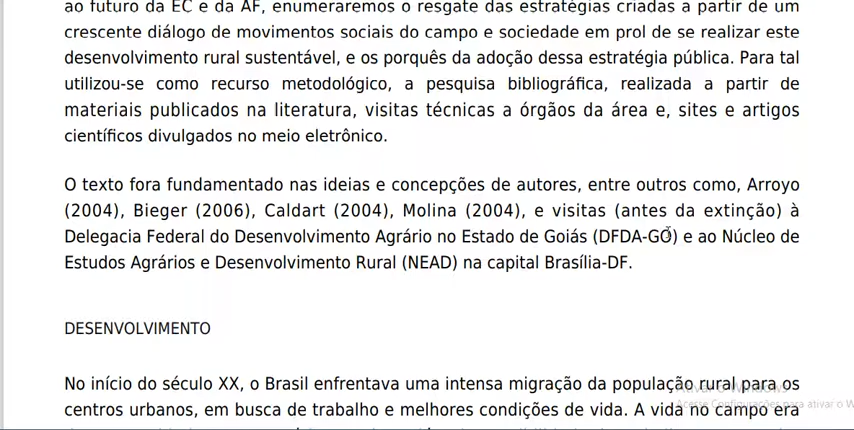 ao futuro da EC e da AF, enumeraremos o resgate das estratégias criadas a partir de um
crescente diálogo de movimentos sociais do campo e sociedade em prol de se realizar este
desenvolvimento rural sustentável, e os porquês da adoção dessa estratégia pública. Para tal
utilizou-se como recurso metodológico, a pesquisa bibliográfica, realizada a partir de
materiais publicados na literatura, visitas técnicas a órgãos da área e, sites e artigos
científicos divulgados no meio eletrônico.
O texto fora fundamentado nas ideias e concepções de autores, entre outros como, Arroyo
(2004), Bieger (2006), Caldart (2004), Molina (2004), e visitas (antes da extinção) à
Delegacia Federal do Desenvolvimento Agrário no Estado de Goiás (DFDA-GO) e ao Núcleo de
Estudos Agrários e Desenvolvimento Rural (NEAD) na capital Brasília-DF.
DESENVOLVIMENTO
No início do século XX, o Brasil enfrentava uma intensa migração da população rural para os
centros urbanos, em busca de trabalho e melhores condições de vida. A vida no campo era
Ativar o Windows
Acesse Configurações para ativar o W